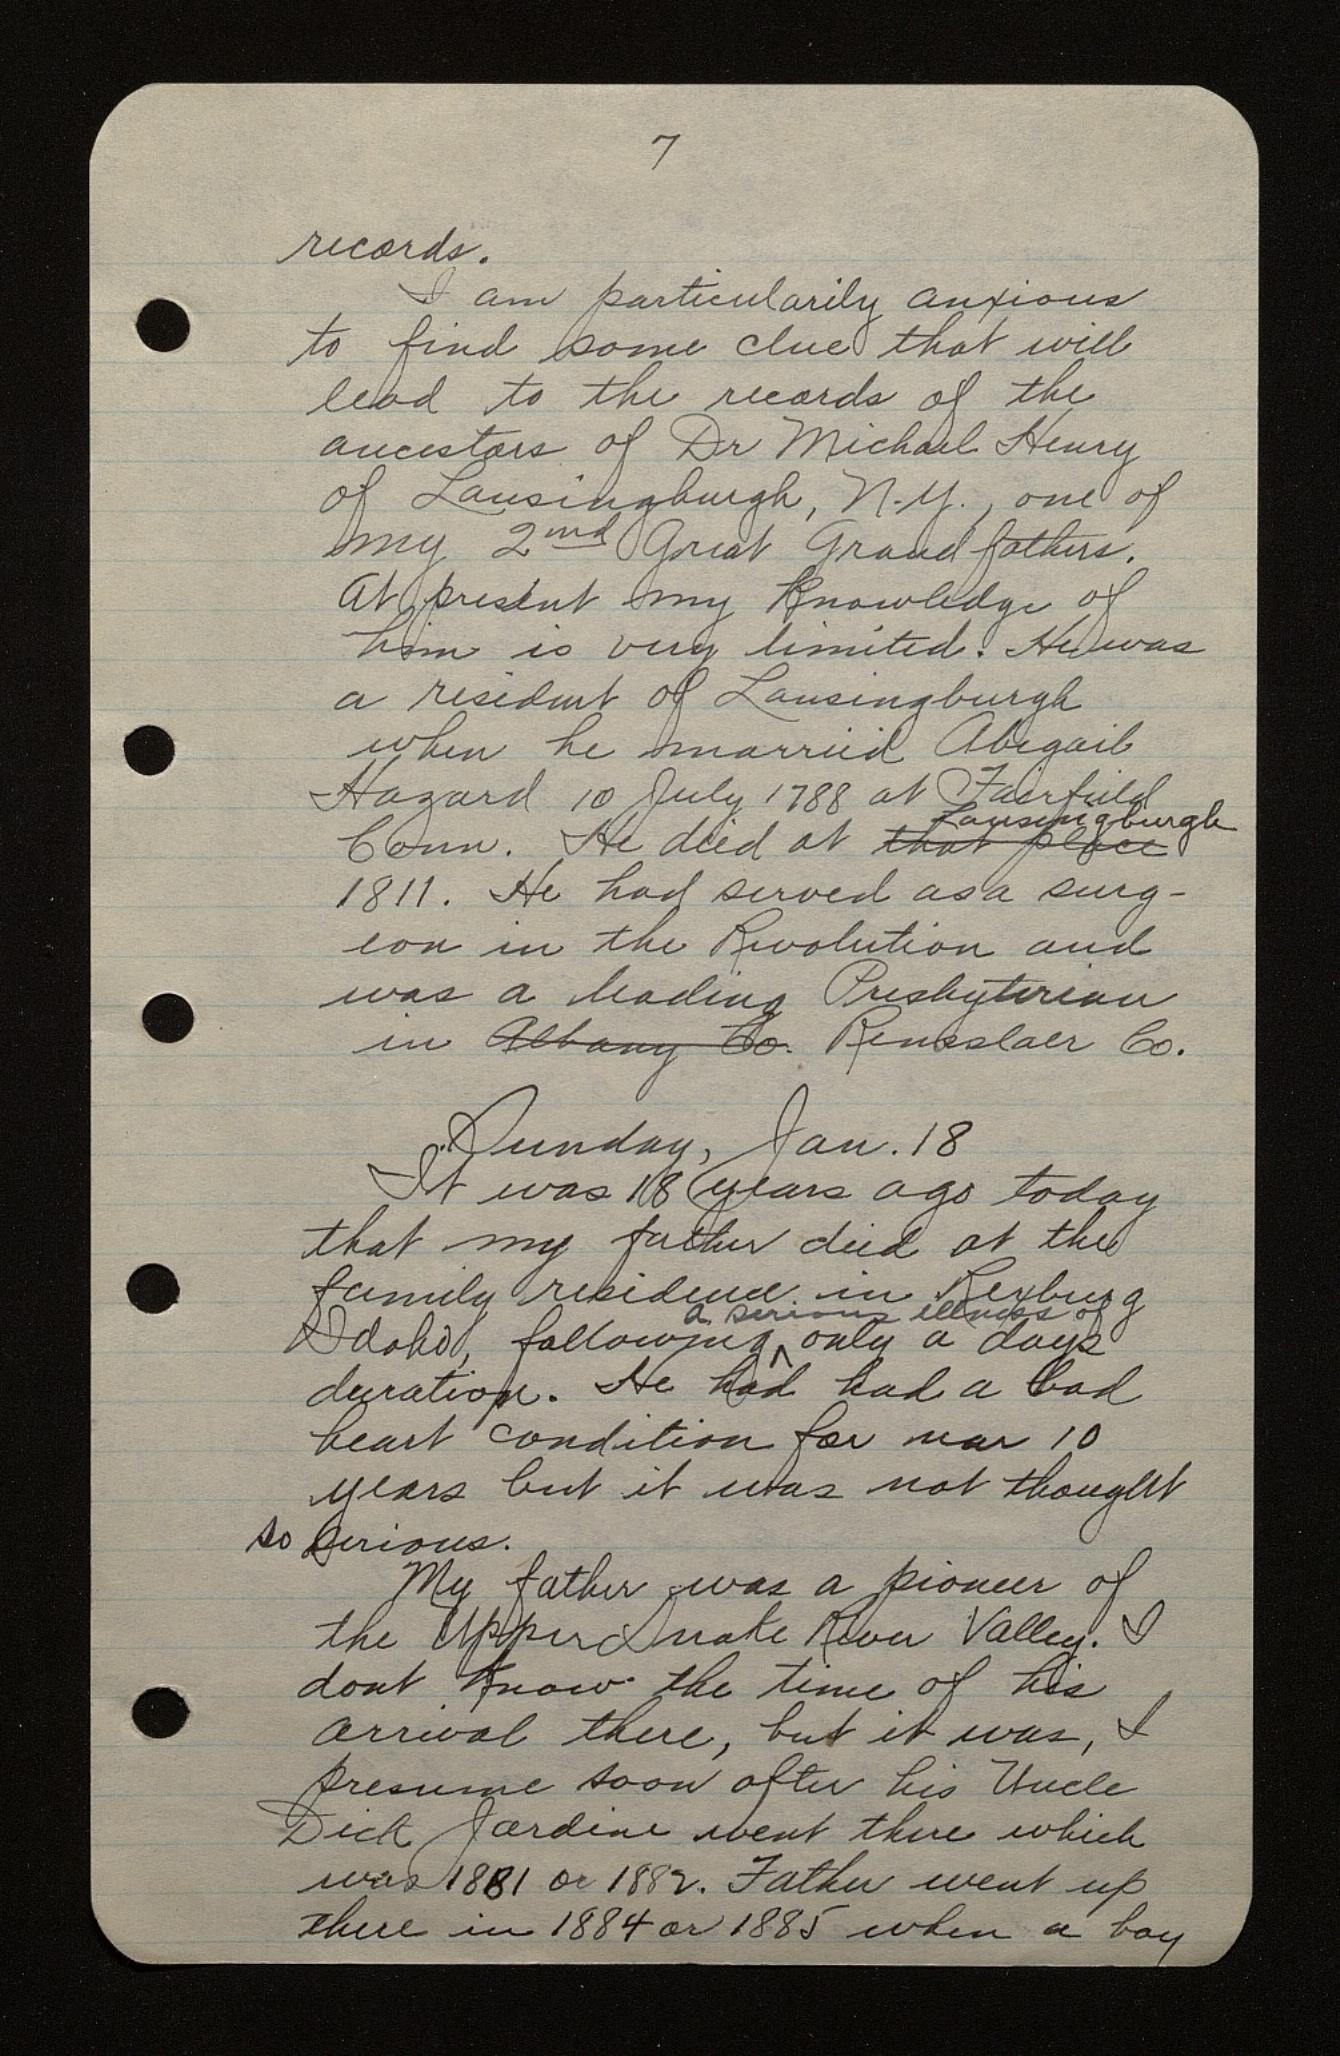 7
records.
I am particularily anxious
to find some clue that will
lead to the records of the
ancestors of Dr Michael Henry
of Lansingburgh, N.Y., one of
my 2nd Great Grandfathers.
At present my knowledge of
him is very limited. He was
a resident of Lansingburgh
when he married Abigail
Hazard 10 July 1788 at Fairfield
Lansingburgh
Conn. He died at that place
1811. He had served as a surg-
eon in the Revolution and
was a leading Presbyterian
in Albany Co. Rensslaer Co.
Sunday, Jan. 18
It was 18 years ago today
that my father died at the
family residence in Rexburg
a serious illness of
Idaho, following ^ only a days
duration. He had had a bad
heart condition for near 10
years but it was not thought
so serious.
My father was a pioneer of
the Upper Snake River Valley. I
dont know the time of his
arrival there, but it was, I
presume soon after his Uncle
Dick Jardine went there which
was 1881 or 1882. Father went up
there in 1884 or 1885 when a boy